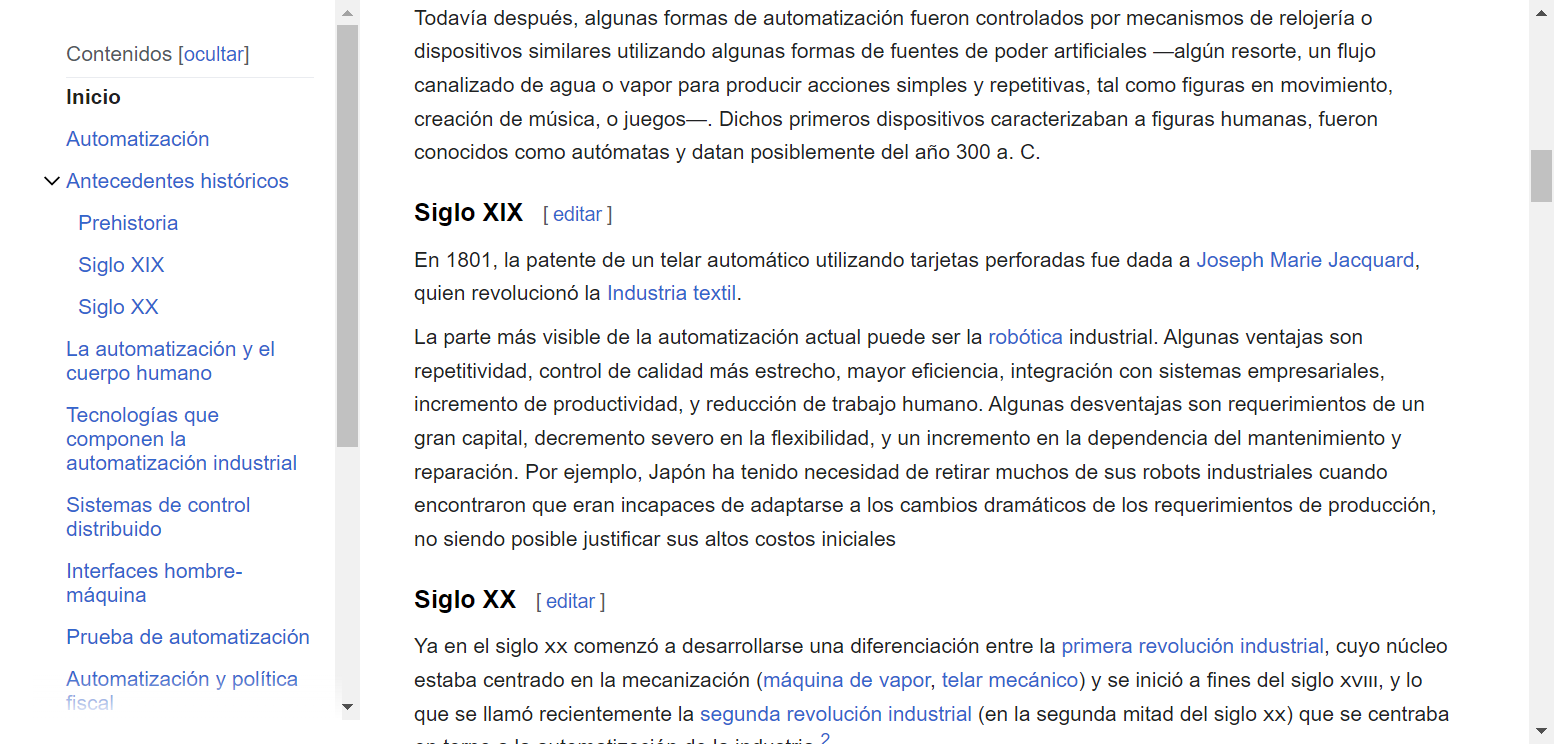 Contenidos [ocultar]
Inicio
Automatización
Antecedentes históricos
Prehistoria
Siglo XIX
Siglo XX
La automatización y el
cuerpo humano
Tecnologías que
componen la
automatización industrial
Sistemas de control
distribuido
Interfaces hombre-
máquina
Prueba de automatización
Automatización y política
fiscal
Todavía después, algunas formas de automatización fueron controlados por mecanismos de relojería o
dispositivos similares utilizando algunas formas de fuentes de poder artificiales —algún resorte, un flujo
canalizado de agua o vapor para producir acciones simples y repetitivas, tal como figuras en movimiento,
creación de música, o juegos—. Dichos primeros dispositivos caracterizaban a figuras humanas, fueron
conocidos como autómatas y datan posiblemente del año 300 a. C.
Siglo XIX [ editar ]
En 1801, la patente de un telar automático utilizando tarjetas perforadas fue dada a Joseph Marie Jacquard,
quien revolucionó la Industria textil.
La parte más visible de la automatización actual puede ser la robótica industrial. Algunas ventajas son
repetitividad, control de calidad más estrecho, mayor eficiencia, integración con sistemas empresariales,
incremento de productividad, y reducción de trabajo humano. Algunas desventajas son requerimientos de un
gran capital, decremento severo en la flexibilidad, y un incremento en la dependencia del mantenimiento y
reparación. Por ejemplo, Japón ha tenido necesidad de retirar muchos de sus robots industriales cuando
encontraron que eran incapaces de adaptarse a los cambios dramáticos de los requerimientos de producción,
no siendo posible justificar sus altos costos iniciales
Siglo XX [ editar ]
Ya en el siglo XX comenzó a desarrollarse una diferenciación entre la primera revolución industrial, cuyo núcleo
estaba centrado en la mecanización (máquina de vapor, telar mecánico) y se inició a fines del siglo XVIII, y lo
que se llamó recientemente la segunda revolución industrial (en la segunda mitad del siglo XX) que se centraba
en torno a la automatización de la industria.2